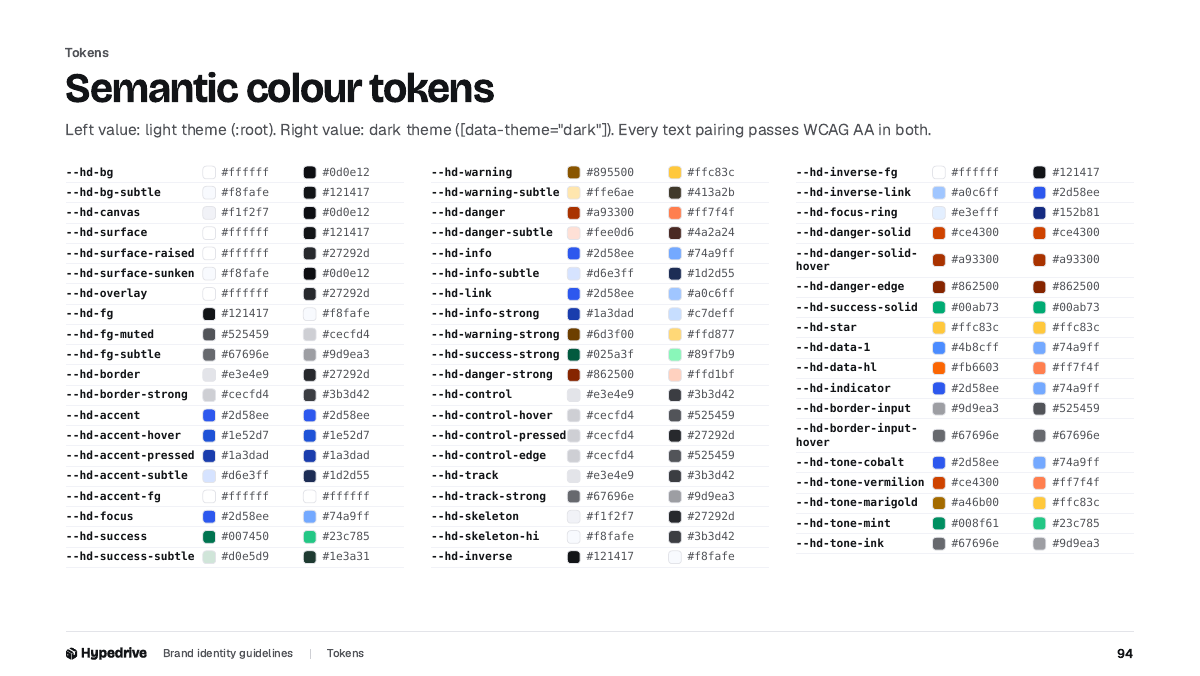 Tokens
Semantic colour tokens
Left value: light theme (:root). Right value: dark theme ([data-theme="dark"]). Every text pairing passes WCAG AA in both.
--hd-bg #ffffff #0d0e12
--hd-bg-subtle #f8fafe #121417
--hd-canvas #f1f2f7 #0d0e12
--hd-surface #ffffff #121417
--hd-surface-raised #ffffff #27292d
--hd-surface-sunken #f8fafe #0d0e12
--hd-overlay #ffffff #27292d
--hd-fg #121417 #f8fafe
--hd-fg-muted #525459 #cecfd4
--hd-fg-subtle #67696e #9d9ea3
--hd-border #e3e4e9 #27292d
--hd-border-strong #cecfd4 #3b3d42
--hd-accent #2d58ee #2d58ee
--hd-accent-hover #1e52d7 #1e52d7
--hd-accent-pressed #1a3dad #1a3dad
--hd-accent-subtle #d6e3ff #1d2d55
--hd-accent-fg #ffffff #ffffff
--hd-focus #2d58ee #74a9ff
--hd-success #007450 #23c785
--hd-success-subtle #d0e5d9 #1e3a31
--hd-warning #895500 #ffc83c
--hd-warning-subtle #ffe6ae #413a2b
--hd-danger #a93300 #ff7f4f
--hd-danger-subtle #fee0d6 #4a2a24
--hd-info #2d58ee #74a9ff
--hd-info-subtle #d6e3ff #1d2d55
--hd-link #2d58ee #a0c6ff
--hd-info-strong #1a3dad #c7deff
--hd-warning-strong #6d3f00 #ffd877
--hd-success-strong #025a3f #89f7b9
--hd-danger-strong #862500 #ffd1bf
--hd-control #e3e4e9 #3b3d42
--hd-control-hover #cecfd4 #525459
--hd-control-pressed #cecfd4 #27292d
--hd-control-edge #cecfd4 #525459
--hd-track #e3e4e9 #3b3d42
--hd-track-strong #67696e #9d9ea3
--hd-skeleton #f1f2f7 #27292d
--hd-skeleton-hi #f8fafe #3b3d42
--hd-inverse #121417 #f8fafe
--hd-inverse-fg #ffffff #121417
--hd-inverse-link #a0c6ff #2d58ee
--hd-focus-ring #e3efff #152b81
--hd-danger-solid #ce4300 #ce4300
--hd-danger-solid-
hover #a93300 #a93300
--hd-danger-edge #862500 #862500
--hd-success-solid #00ab73 #00ab73
--hd-star #ffc83c #ffc83c
--hd-data-1 #4b8cff #74a9ff
--hd-data-hl #fb6603 #ff7f4f
--hd-indicator #2d58ee #74a9ff
--hd-border-input #9d9ea3 #525459
--hd-border-input-
hover #67696e #67696e
--hd-tone-cobalt #2d58ee #74a9ff
--hd-tone-vermilion #ce4300 #ff7f4f
--hd-tone-marigold #a46b00 #ffc83c
--hd-tone-mint #008f61 #23c785
--hd-tone-ink #67696e #9d9ea3
Hypedrive Brand identity guidelines | Tokens 94